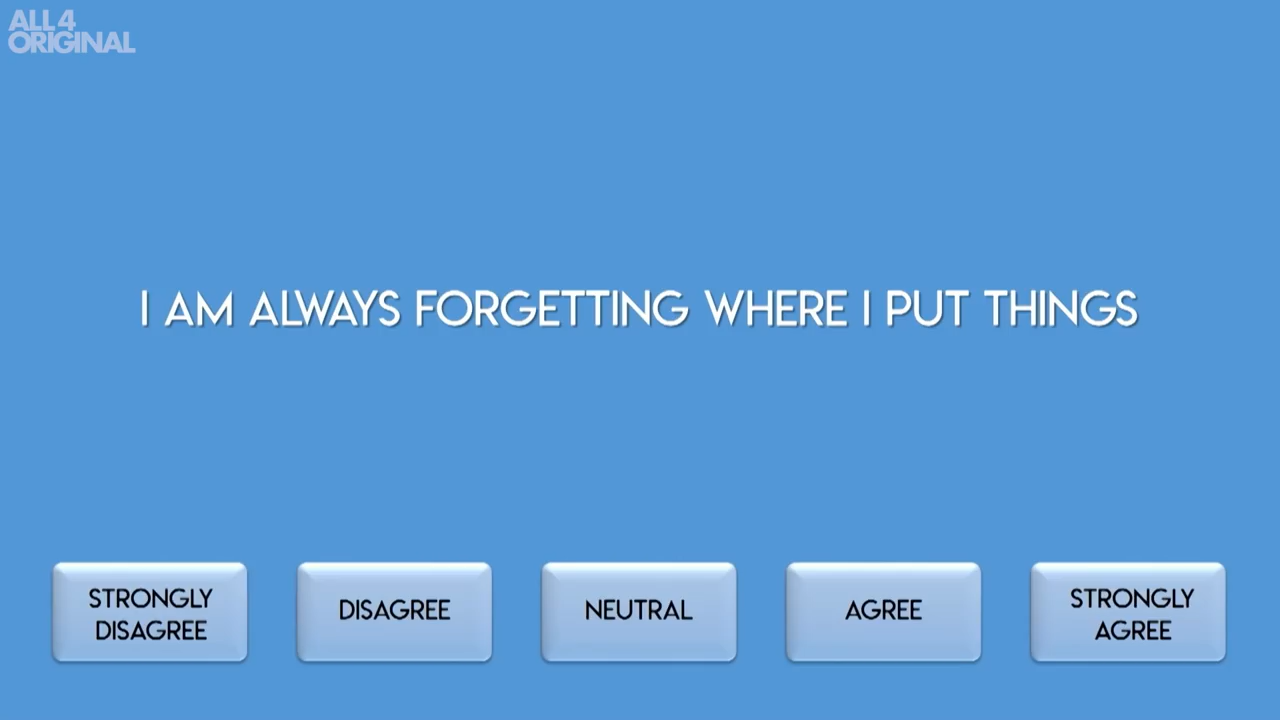 ALL 4
ORIGINAL
I AM ALWAYS FORGETTING WHERE I PUT THINGS
STRONGLY
DISAGREE
DISAGREE
NEUTRAL
AGREE
STRONGLY
AGREE